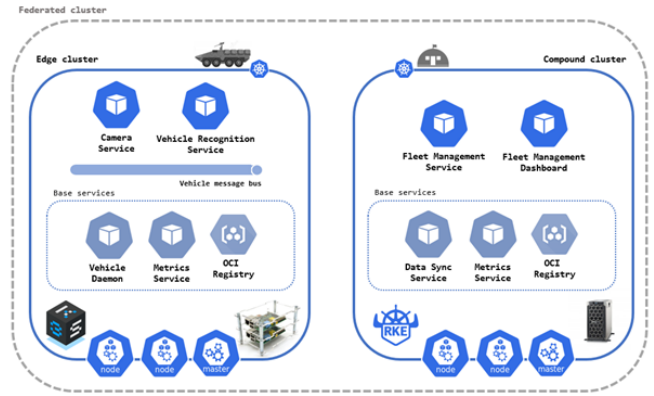 Federated cluster
Edge cluster
Compound cluster
Camera
Service
Vehicle Recognition
Service
Fleet Management
Service
Fleet Management
Dashboard
Vehicle message bus
Base services
Base services
Vehicle
Daemon
Metrics
Service
OCI
Registry
Data Sync
Service
Metrics
Service
OCI
Registry
RKE
node
node
master
node
node
master